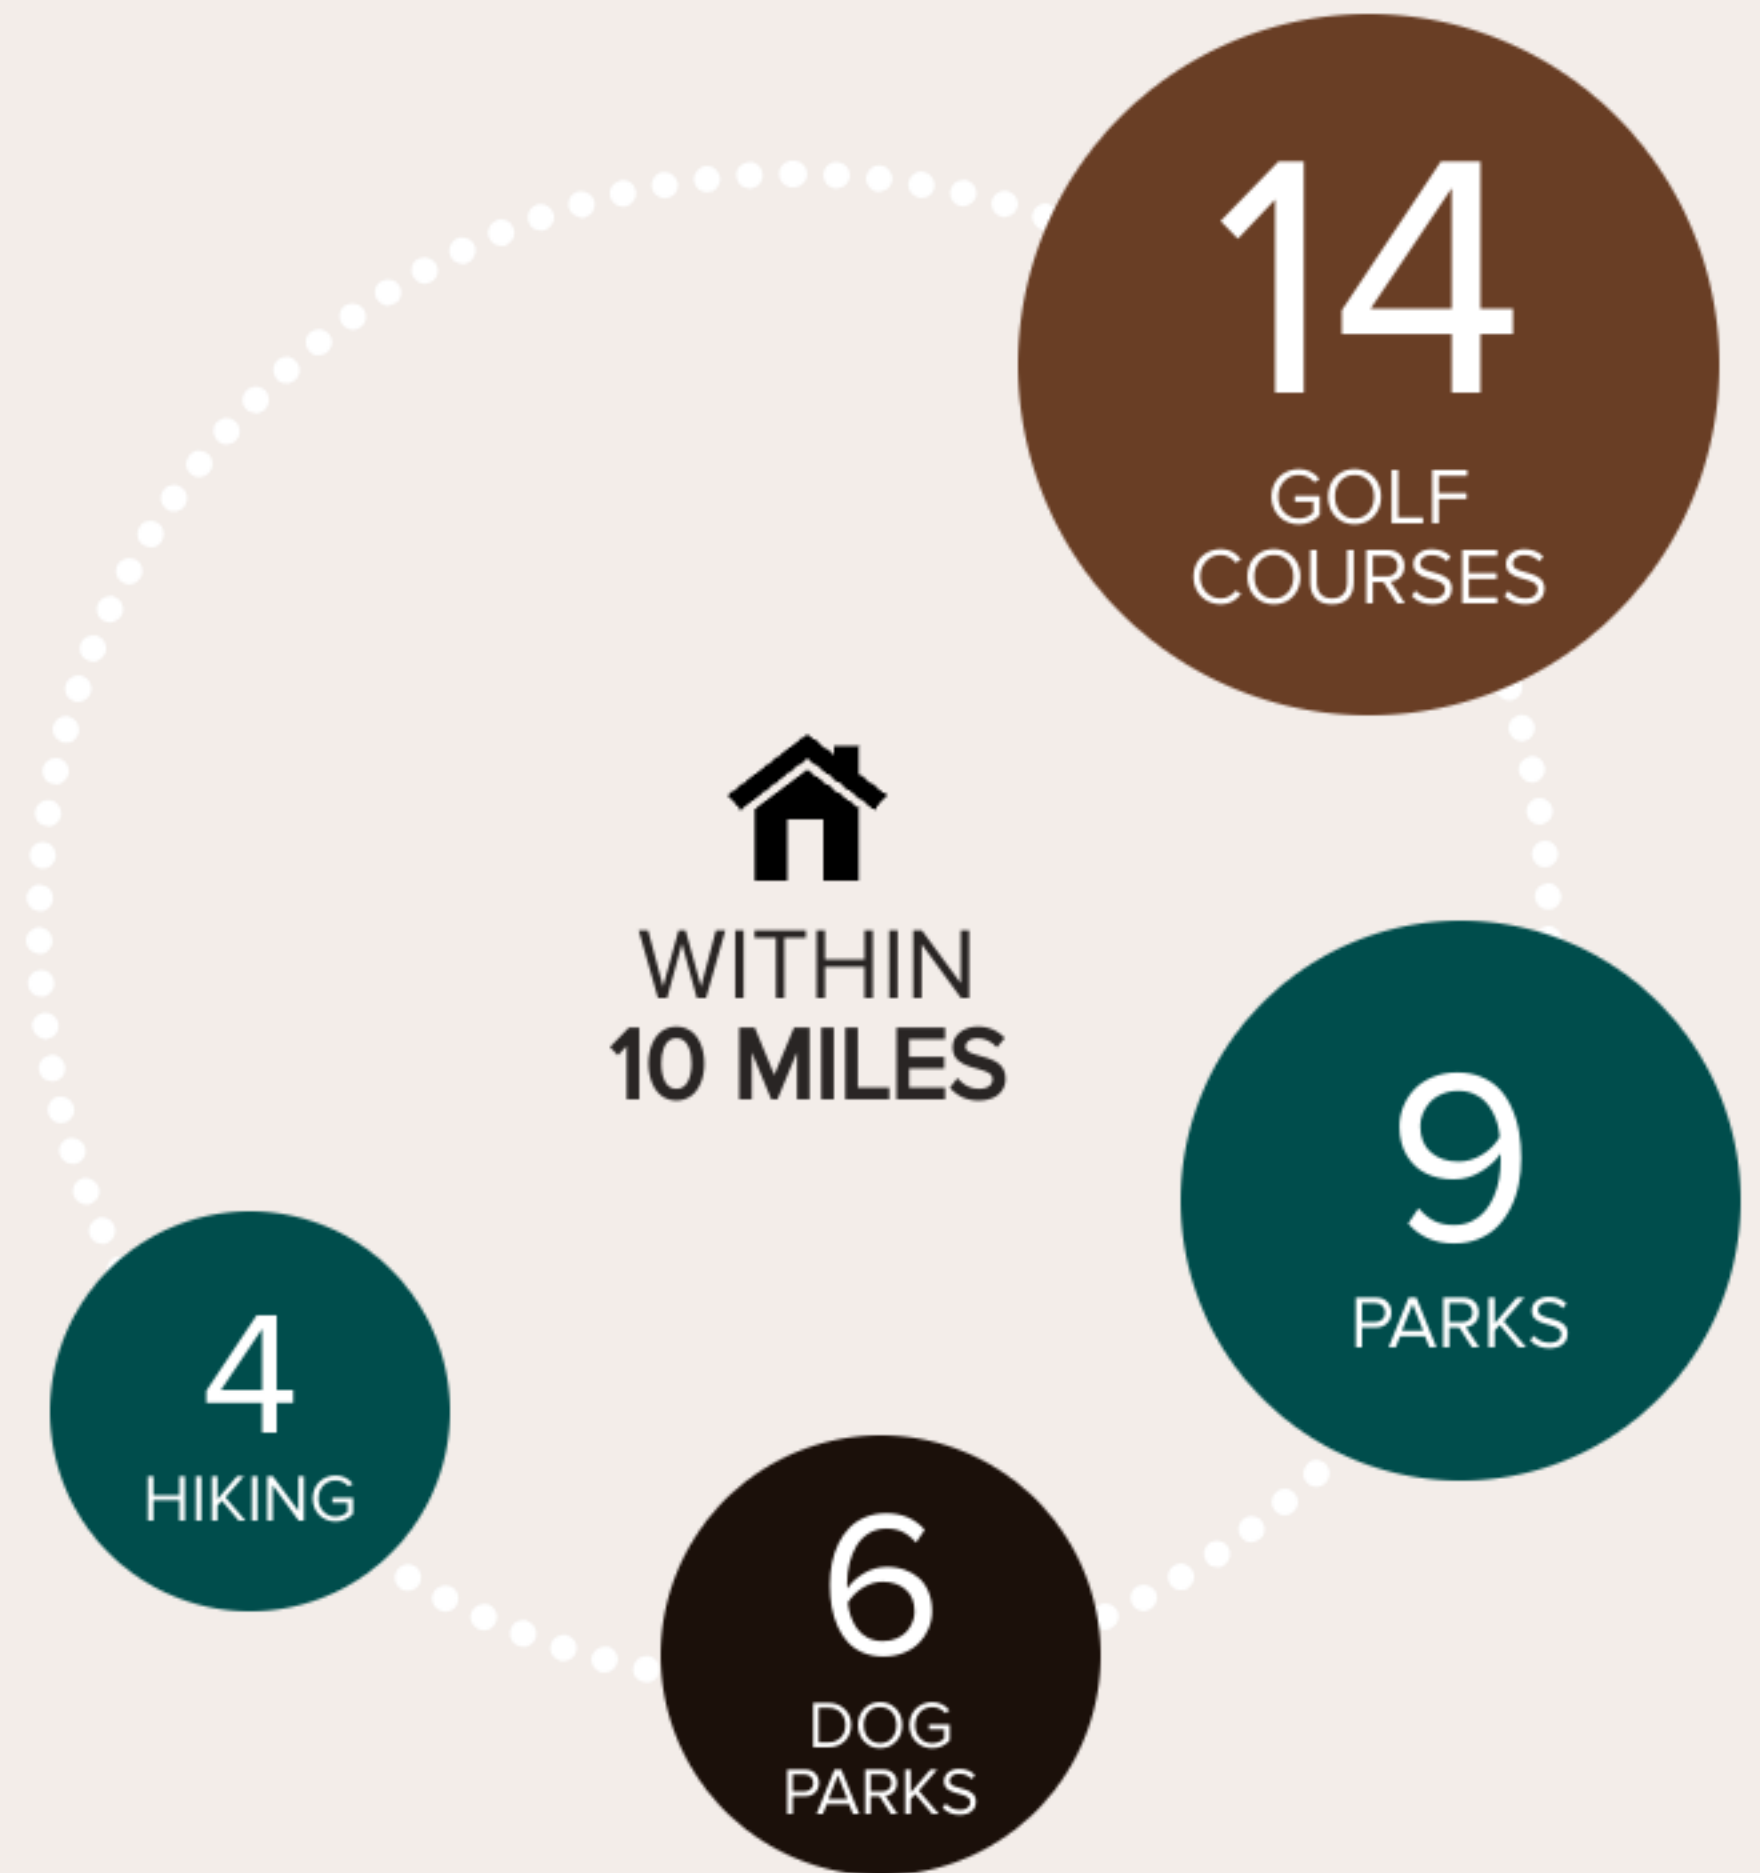 14
GOLF
COURSES
WITHIN
10 MILES
9
PARKS
4
HIKING
6
DOG
PARKS